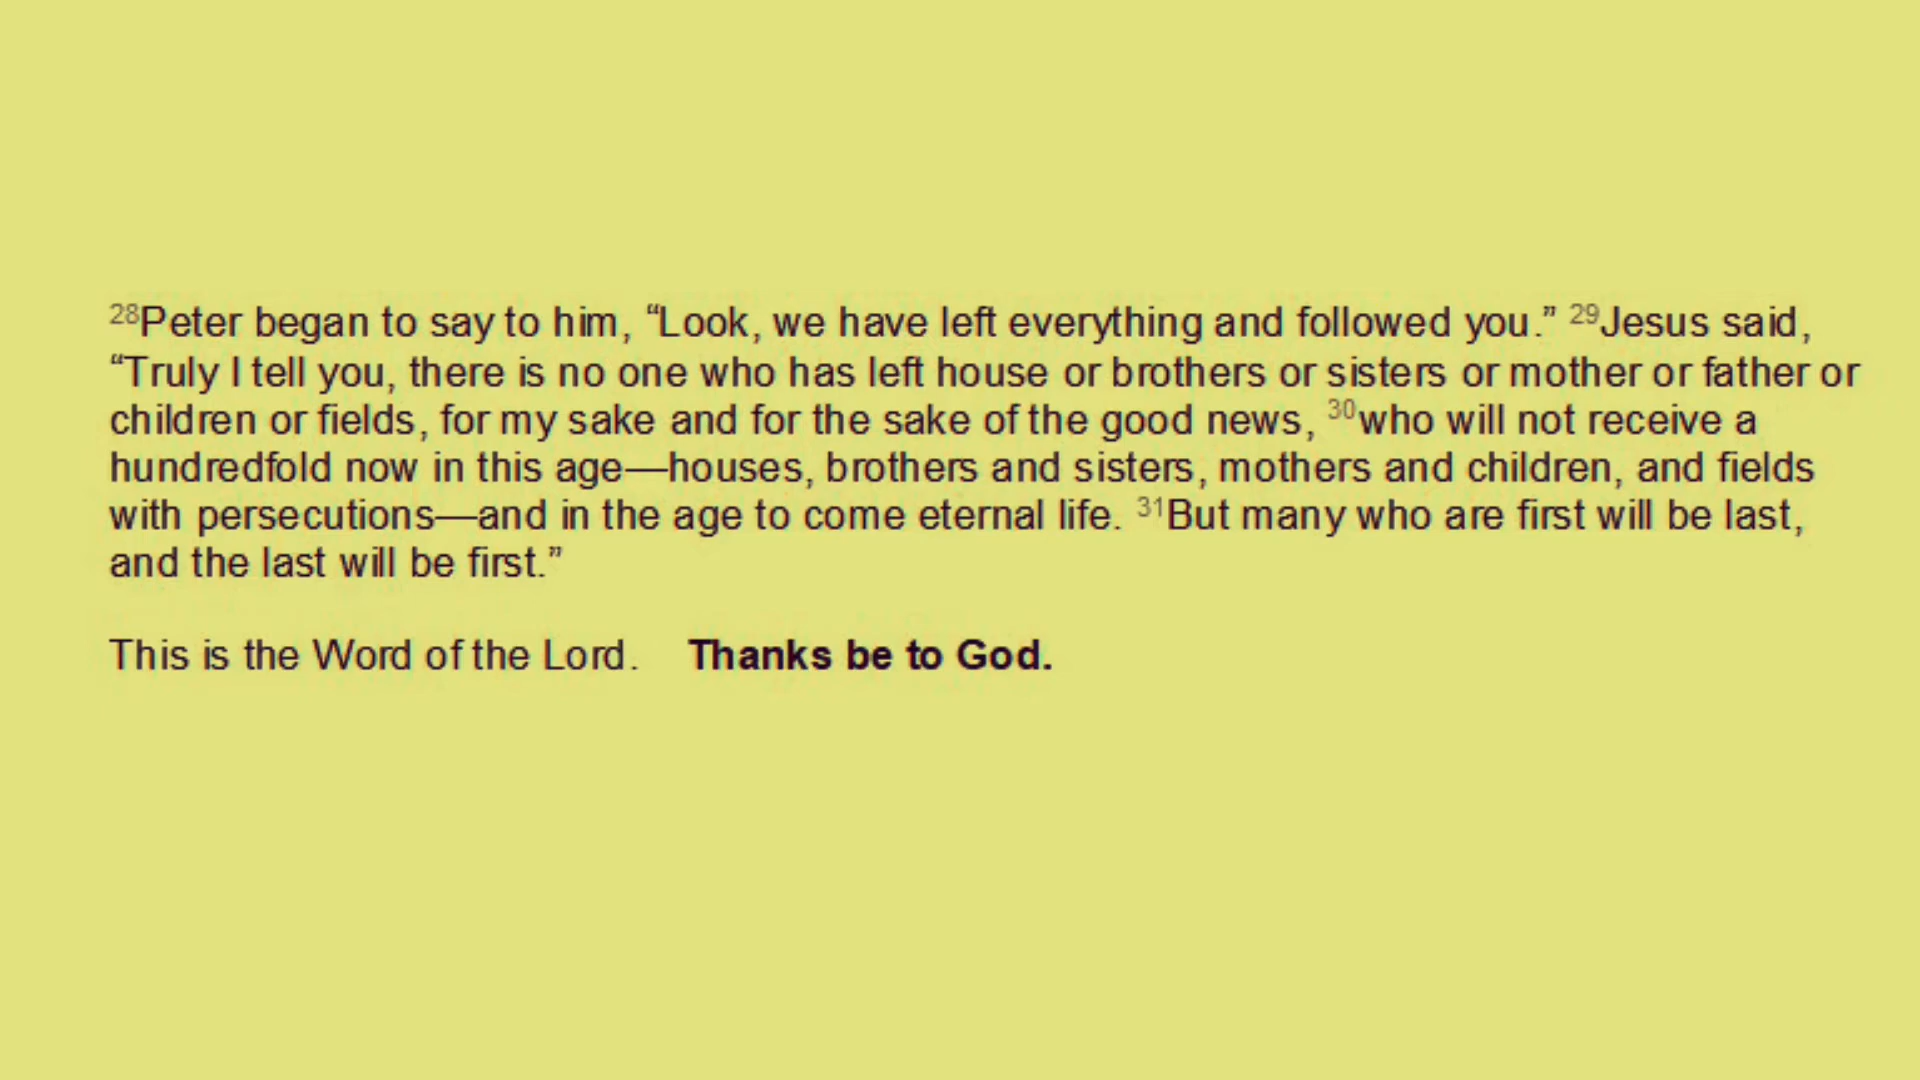 28Peter began to say to him, “Look, we have left everything and followed you.” 29Jesus said,
“Truly I tell you, there is no one who has left house or brothers or sisters or mother or father or
children or fields, for my sake and for the sake of the good news, 30who will not receive a
hundredfold now in this age—houses, brothers and sisters, mothers and children, and fields
with persecutions—and in the age to come eternal life. 31But many who are first will be last,
and the last will be first.”
This is the Word of the Lord. Thanks be to God.